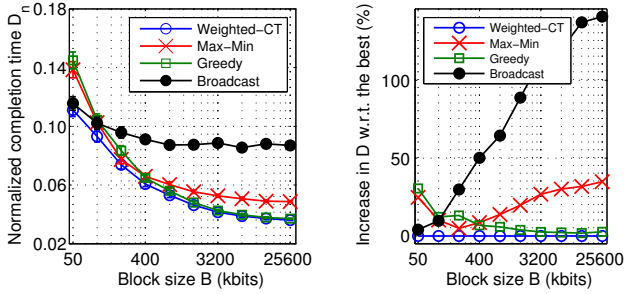 Normalized completion time Dn
0.18
0.14
0.10
0.06
0.02
Weighted-CT
Max-Min
Greedy
Broadcast
50 400 3200 25600
Block size B (kbits)
Increase in D w.r.t. the best (%)
100
50
0
Weighted-CT
Max-Min
Greedy
Broadcast
50 400 3200 25600
Block size B (kbits)